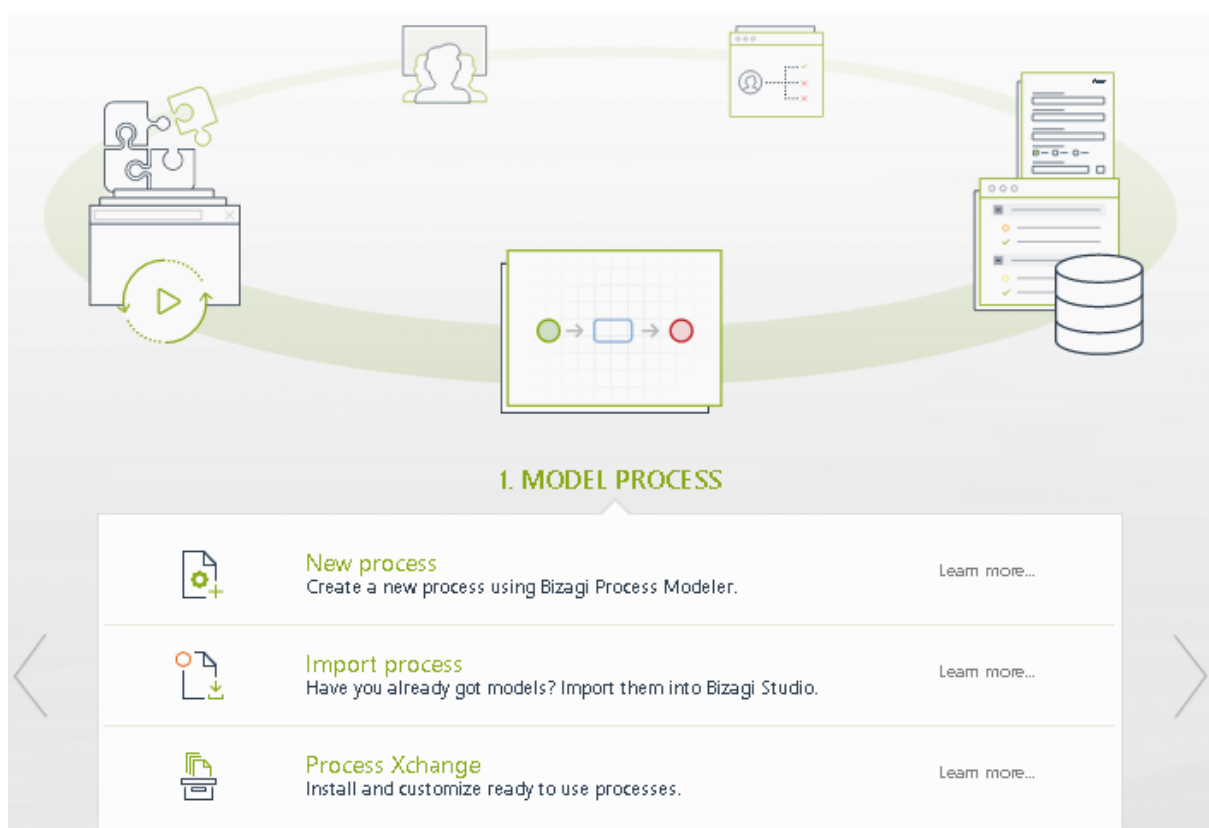 1. MODEL PROCESS
New process
Create a new process using Bizagi Process Modeler.
Learn more...
Import process
Have you already got models? Import them into Bizagi Studio.
Learn more...
Process Xchange
Install and customize ready to use processes.
Learn more...